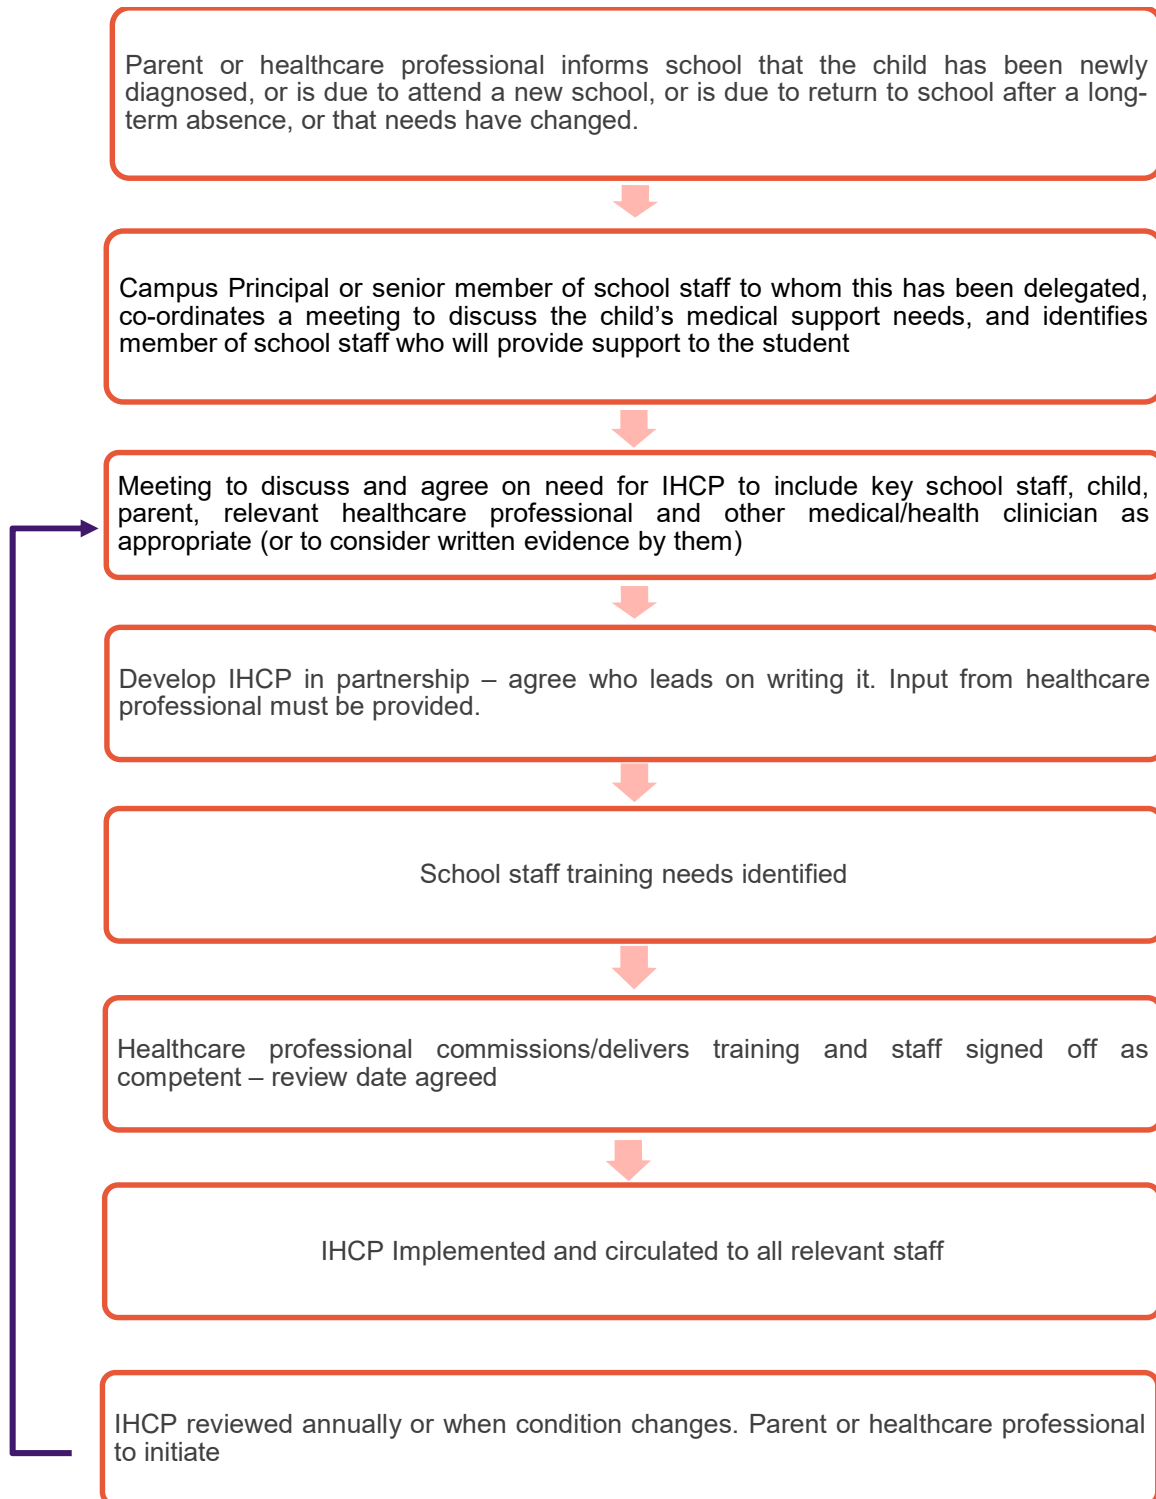 Parent or healthcare professional informs school that the child has been newly
diagnosed, or is due to attend a new school, or is due to return to school after a long-
term absence, or that needs have changed.
Campus Principal or senior member of school staff to whom this has been delegated,
co-ordinates a meeting to discuss the child’s medical support needs, and identifies
member of school staff who will provide support to the student
Meeting to discuss and agree on need for IHCP to include key school staff, child,
parent, relevant healthcare professional and other medical/health clinician as
appropriate (or to consider written evidence by them)
Develop IHCP in partnership – agree who leads on writing it. Input from healthcare
professional must be provided.
School staff training needs identified
Healthcare professional commissions/delivers training and staff signed off as
competent – review date agreed
IHCP Implemented and circulated to all relevant staff
IHCP reviewed annually or when condition changes. Parent or healthcare professional
to initiate